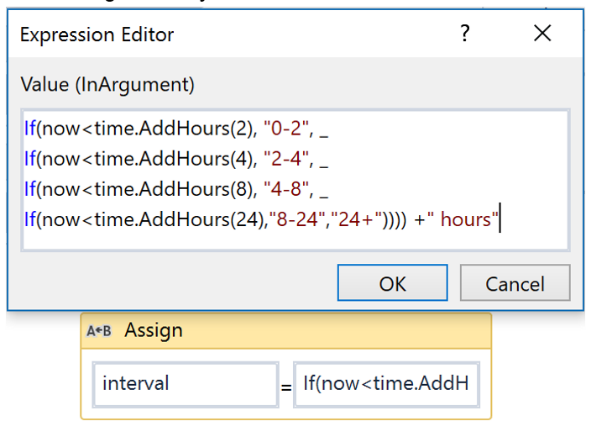 Expression Editor ? ×
Value (InArgument)
If(now<time.AddHours(2), "0-2", _
If(now<time.AddHours(4), "2-4", _
If(now<time.AddHours(8), "4-8", _
If(now<time.AddHours(24),"8-24","24+")))) +" hours"
OK Cancel
A+B Assign
interval = If(now<time.AddH